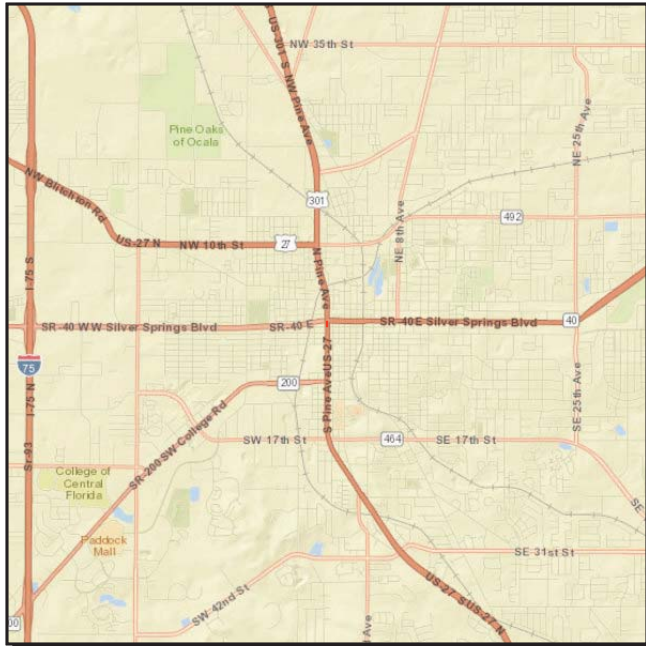 NW 35th St
US-301 S NW Pine Ave
NE 25th Ave
Pine Oaks
of Ocala
NW Blitchton Rd
301
492
NE 8th Ave
US-27 N
NW 10th St
27
N Pine Ave
I-75 S
SR-40 W W Silver Springs Blvd
SR-40 E
SR-40 E Silver Springs Blvd
40
75
I-75 N
S Pine Ave US-27
200
SE 25th Ave
SR-200 SW College Rd
SW 17th St
464
SE 17th St
Sr-93
College of
Central
Florida
SE
Paddock
Mall
SE 31st St
SW 42nd St
US-27 S US-27 N
00
d Ave